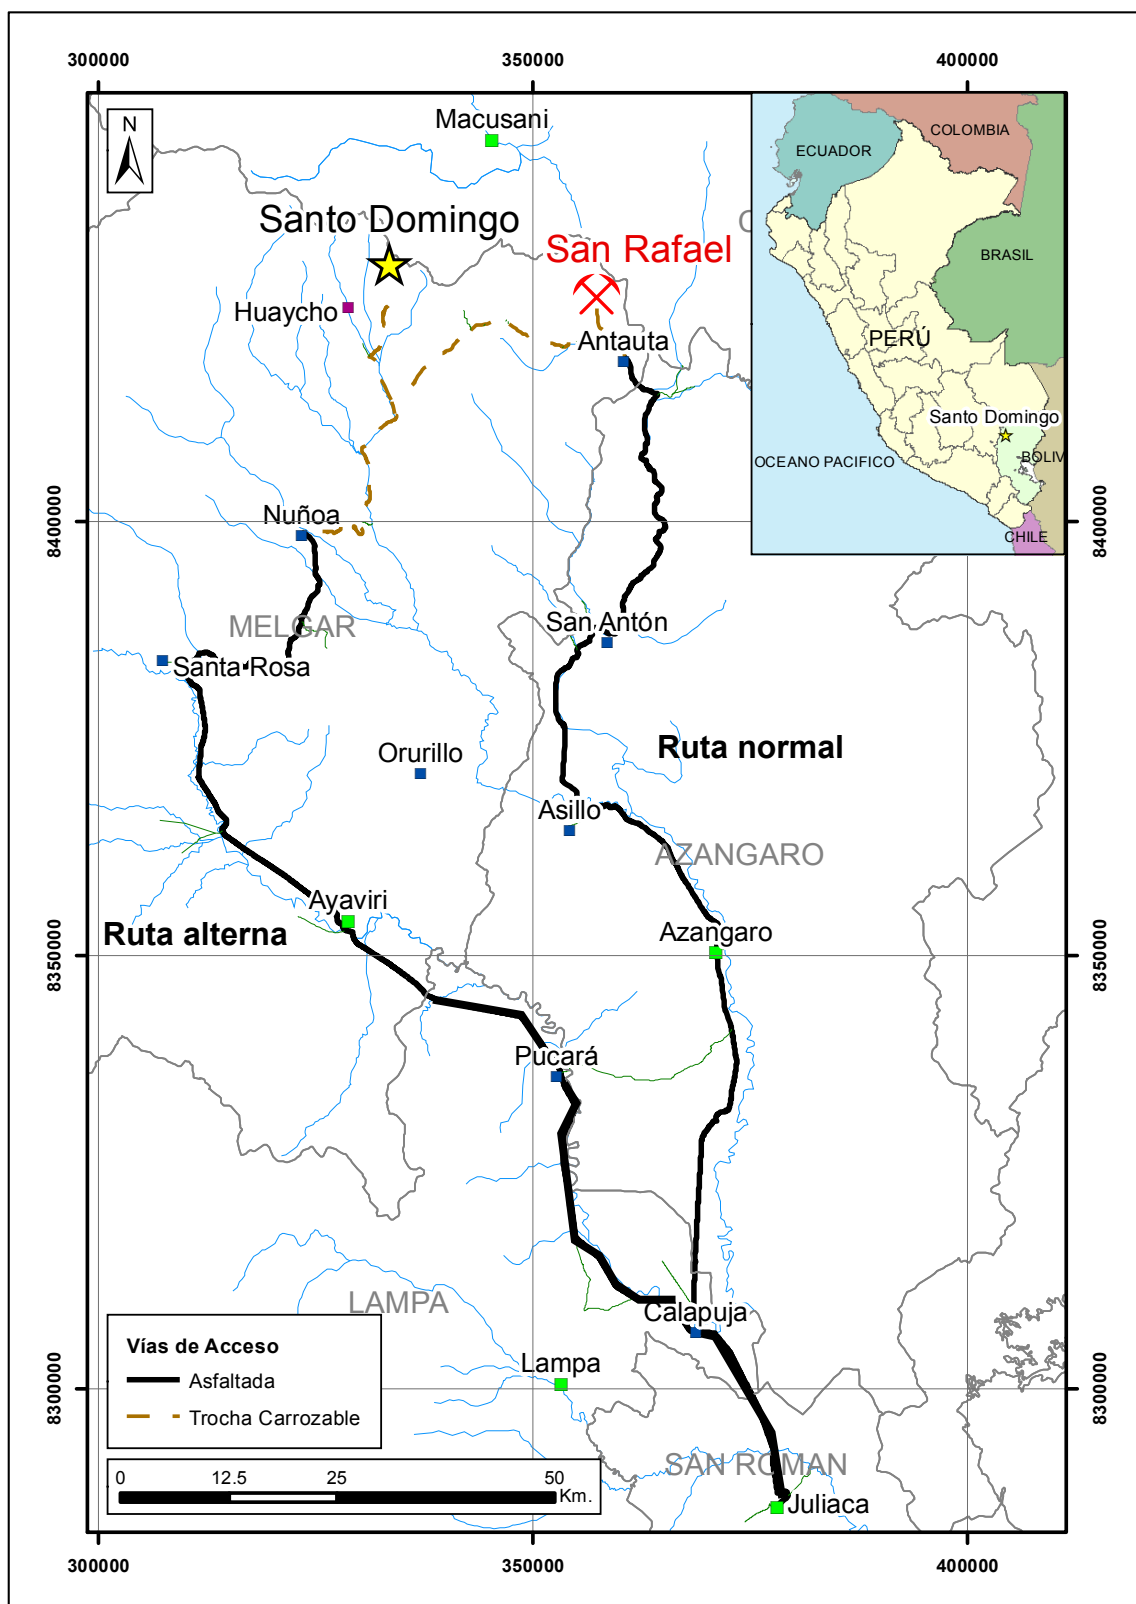 300000
350000
400000
N
Macusani
COLOMBIA
ECUADOR
Santo Domingo
San Rafael
BRASIL
Huaycho
Antauta
PERÚ
Santo Domingo
OCEANO PACIFICO
BOLIV
CHILE
8400000
8400000
Nuñoa
MELGAR
San Antón
Santa Rosa
Orurillo
Ruta normal
Asillo
AZANGARO
Ayaviri
Ruta alterna
Azangaro
8350000
8350000
Pucará
LAMPA
Calapuja
Vías de Acceso
Asfaltada
Trocha Carrozable
Lampa
8300000
8300000
SAN ROMAN
0 12.5 25 50
Km.
Juliaca
300000
350000
400000